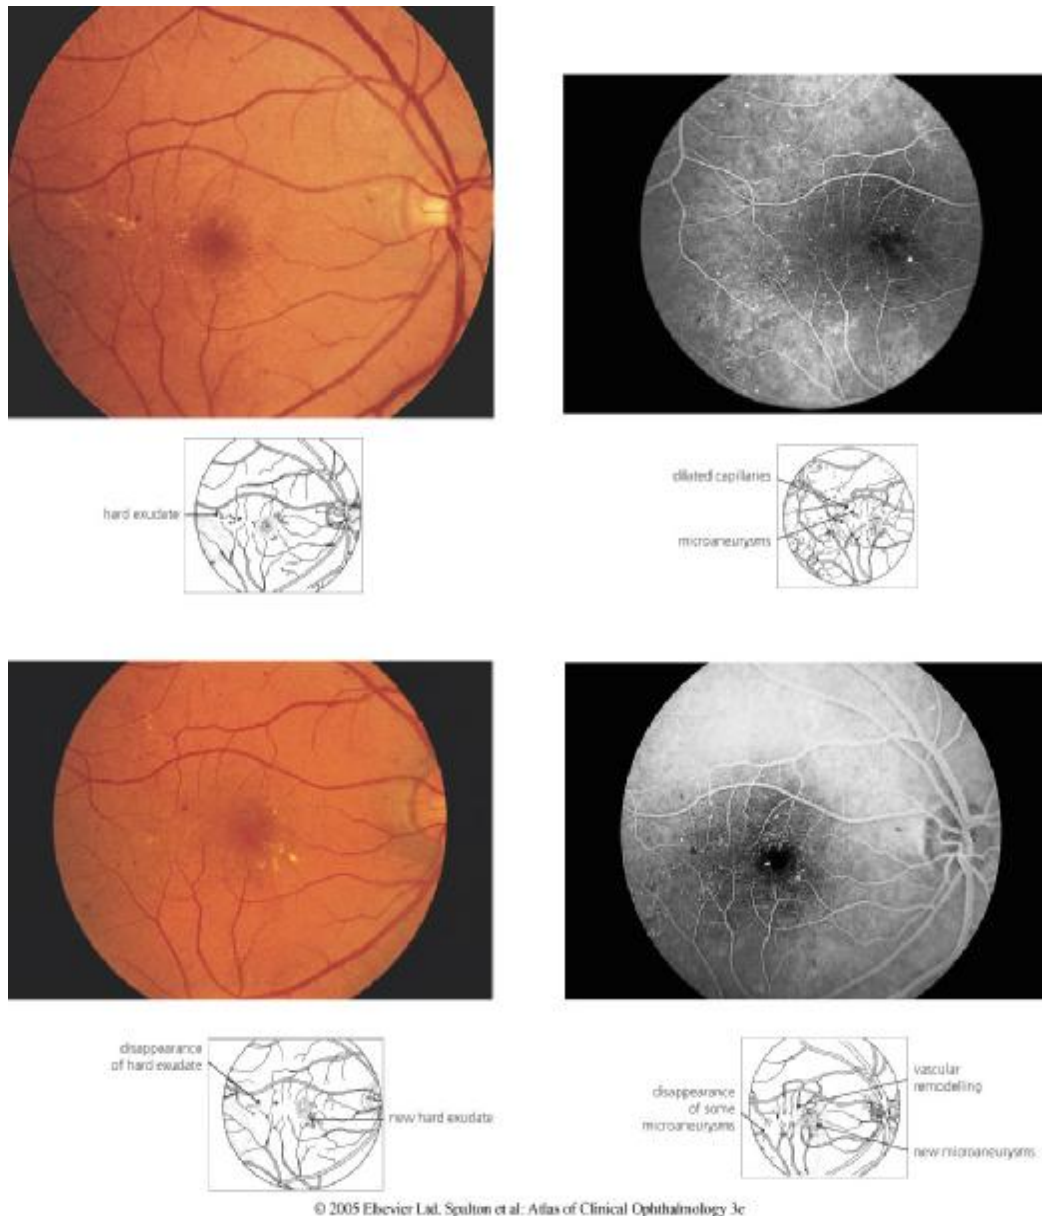 hard exudate
dilated capillaries
microaneurysms
disappearance
of hard exudate
new hard exudate
disappearance
of some
microaneurysms
vascular
remodelling
new microaneurysms
© 2005 Elsevier Ltd. Spalton et al: Atlas of Clinical Ophthalmology 3e